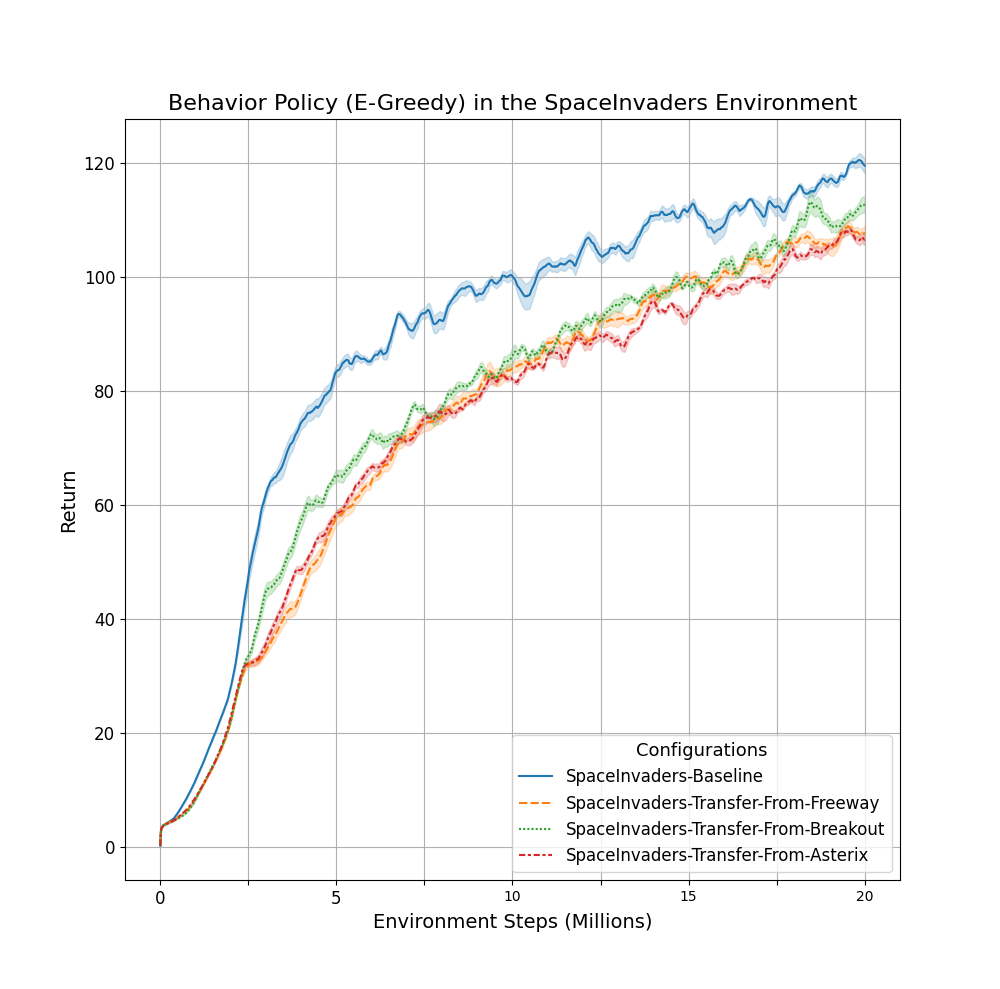 Behavior Policy (E-Greedy) in the SpaceInvaders Environment
120
100
80
60
40
20
0
Return
0 5 10 15 20
Environment Steps (Millions)
Configurations
SpaceInvaders-Baseline
SpaceInvaders-Transfer-From-Freeway
SpaceInvaders-Transfer-From-Breakout
SpaceInvaders-Transfer-From-Asterix